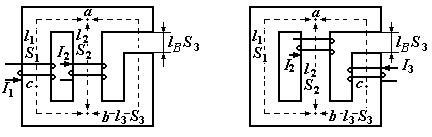 a
l1 l2
S1 I2 S2 lB S3
c
I1 b l3 S3
a
l1
S1 lB S3
I2 l2 I3
S2 c
b l3 S3